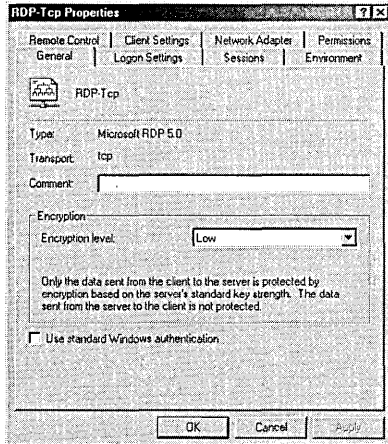 RDP-Tcp Properties
Remote Control Client Settings Network Adapter Permissions
General Logon Settings Sessions Environment
RDP-Tcp
Type: Microsoft RDP 5.0
Transport: tcp
Comment:
Encryption
Encryption level: Low
Only the data sent from the client to the server is protected by
encryption based on the server's standard key strength. The data
sent from the server to the client is not protected.
Use standard Windows authentication
OK Cancel Apply